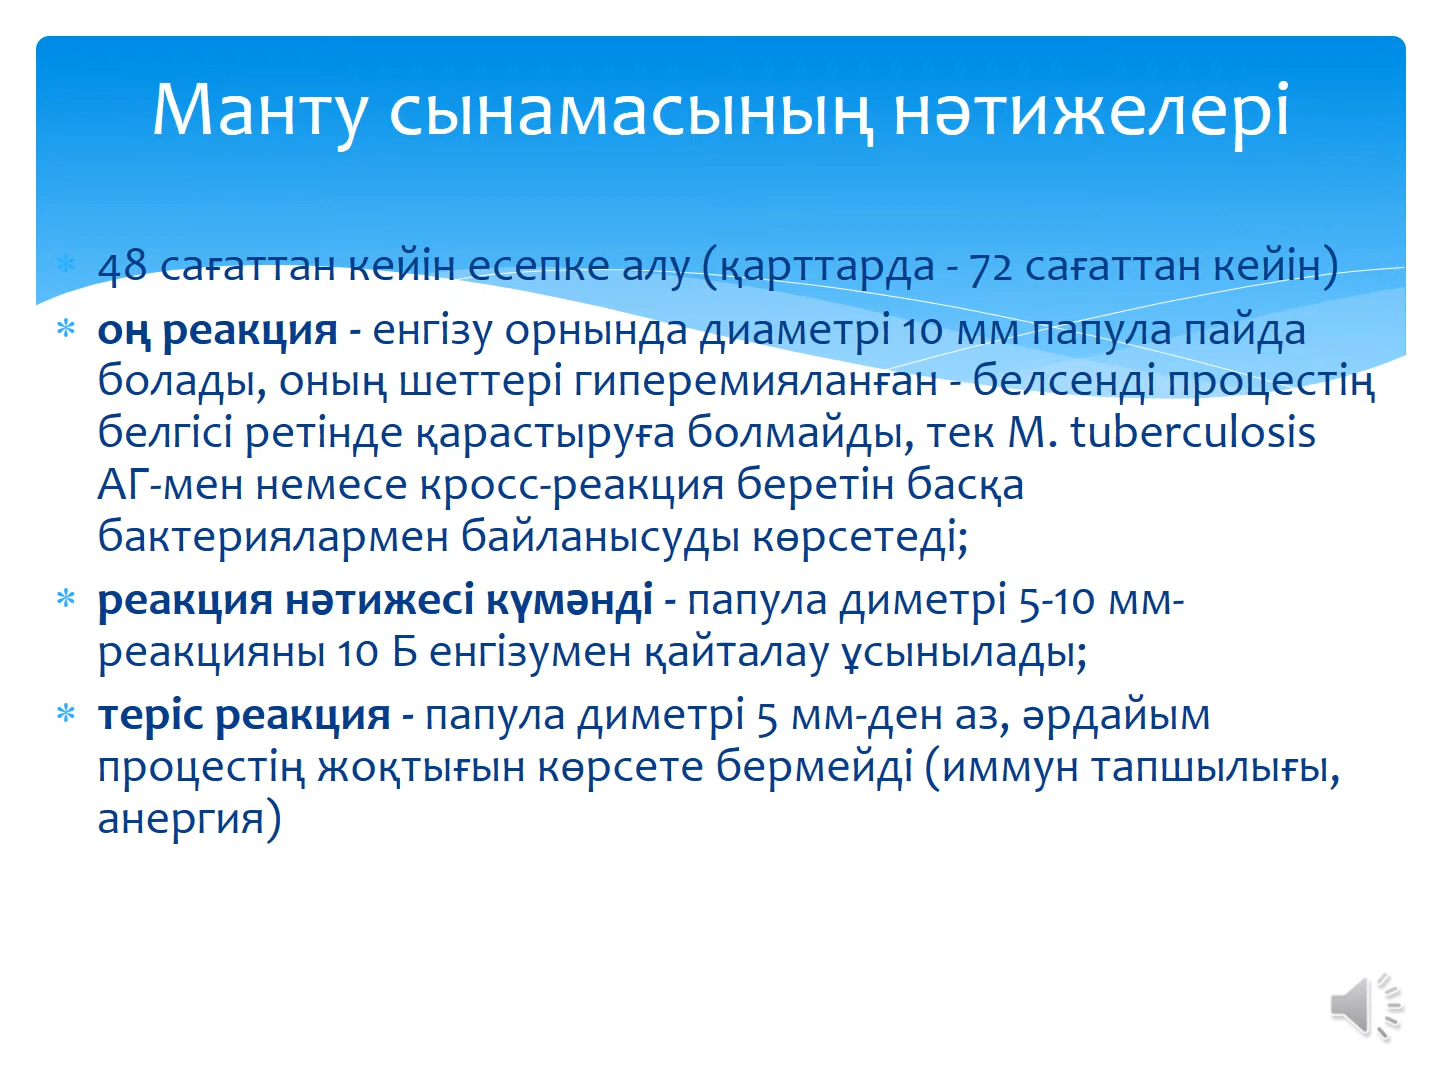 Манту сынамасының нәтижелері
* 48 сағаттан кейін есепке алу (қарттарда - 72 сағаттан кейін)
* оң реакция - енгізу орнында диаметрі 10 мм папула пайда
болады, оның шеттері гиперемияланған - белсенді процестің
белгісі ретінде қарастыруға болмайды, тек M. tuberculosis
АГ-мен немесе кросс-реакция беретін басқа
бактериялармен байланысуды көрсетеді;
* реакция нәтижесі күмәнді - папула диметрі 5-10 мм-
реакцияны 10 Б енгізумен қайталау ұсынылады;
* теріс реакция - папула диметрі 5 мм-ден аз, әрдайым
процестің жоқтығын көрсете бермейді (иммун тапшылығы,
анергия)